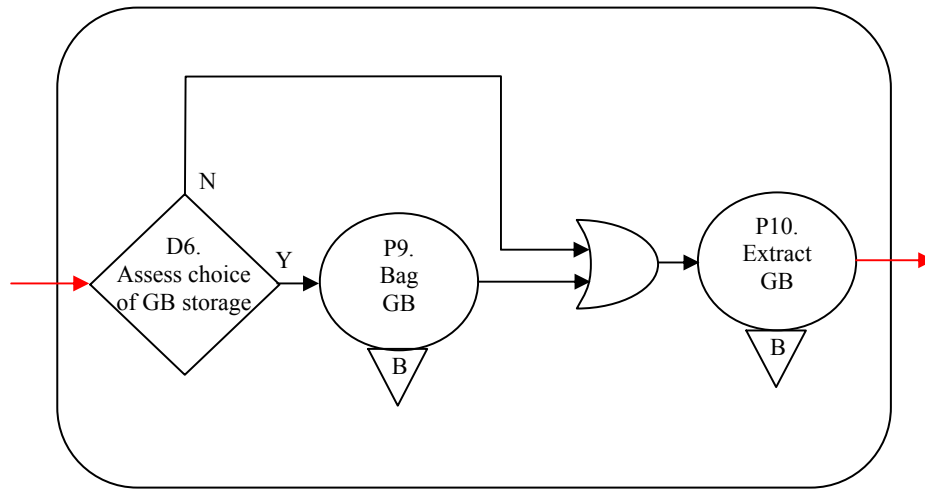 N
D6.
Assess choice
of GB storage
Y
P9.
Bag
GB
B
P10.
Extract
GB
B